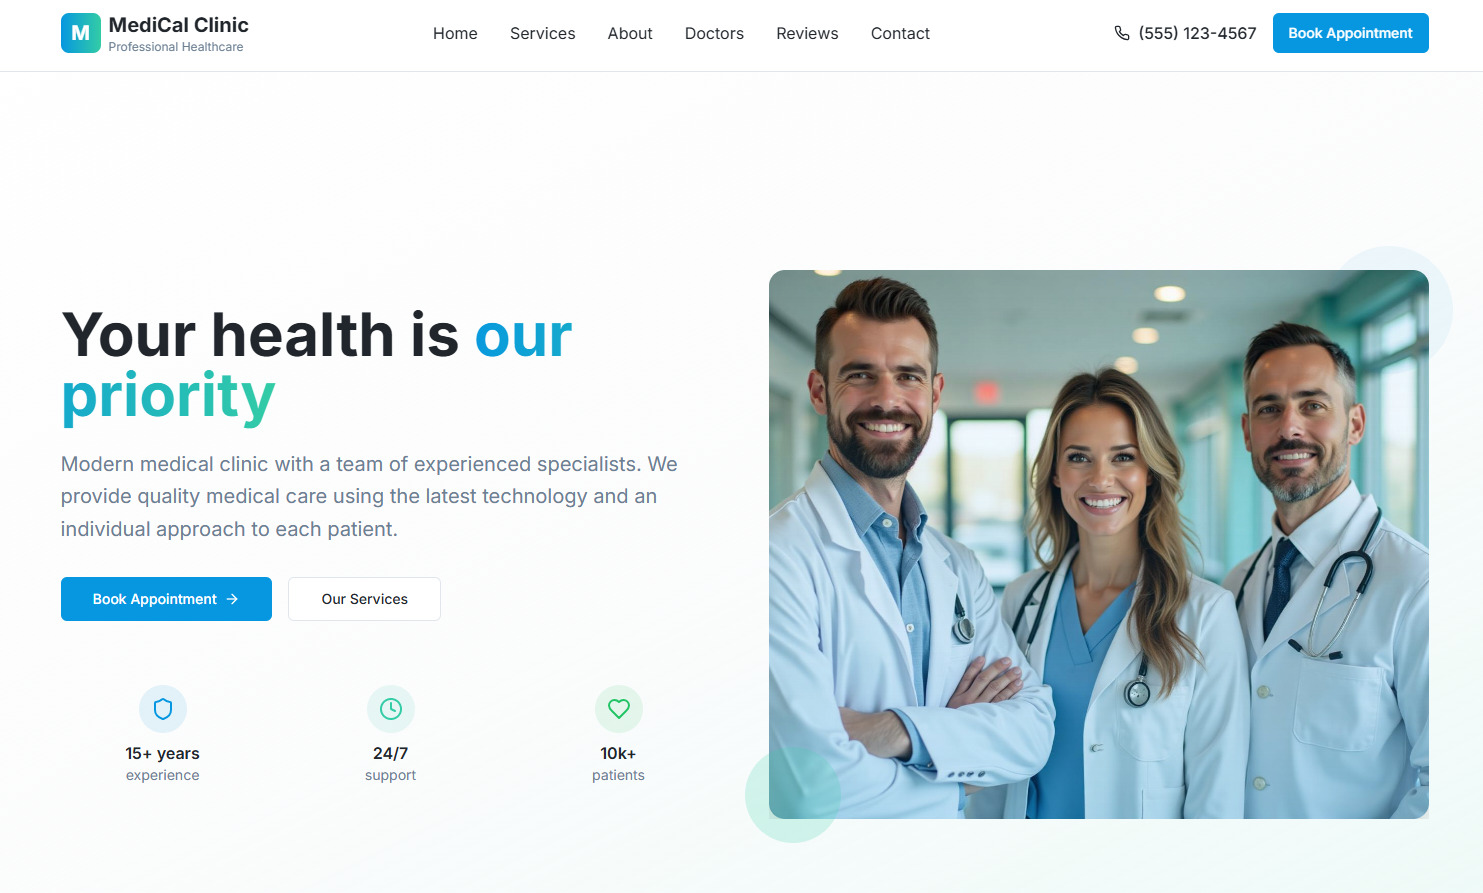 M
MediCal Clinic
Professional Healthcare
Home
Services
About
Doctors
Reviews
Contact
(555) 123-4567
Book Appointment
Your health is our
priority
Modern medical clinic with a team of experienced specialists. We
provide quality medical care using the latest technology and an
individual approach to each patient.
Book Appointment →
Our Services
15+ years
experience
24/7
support
10k+
patients